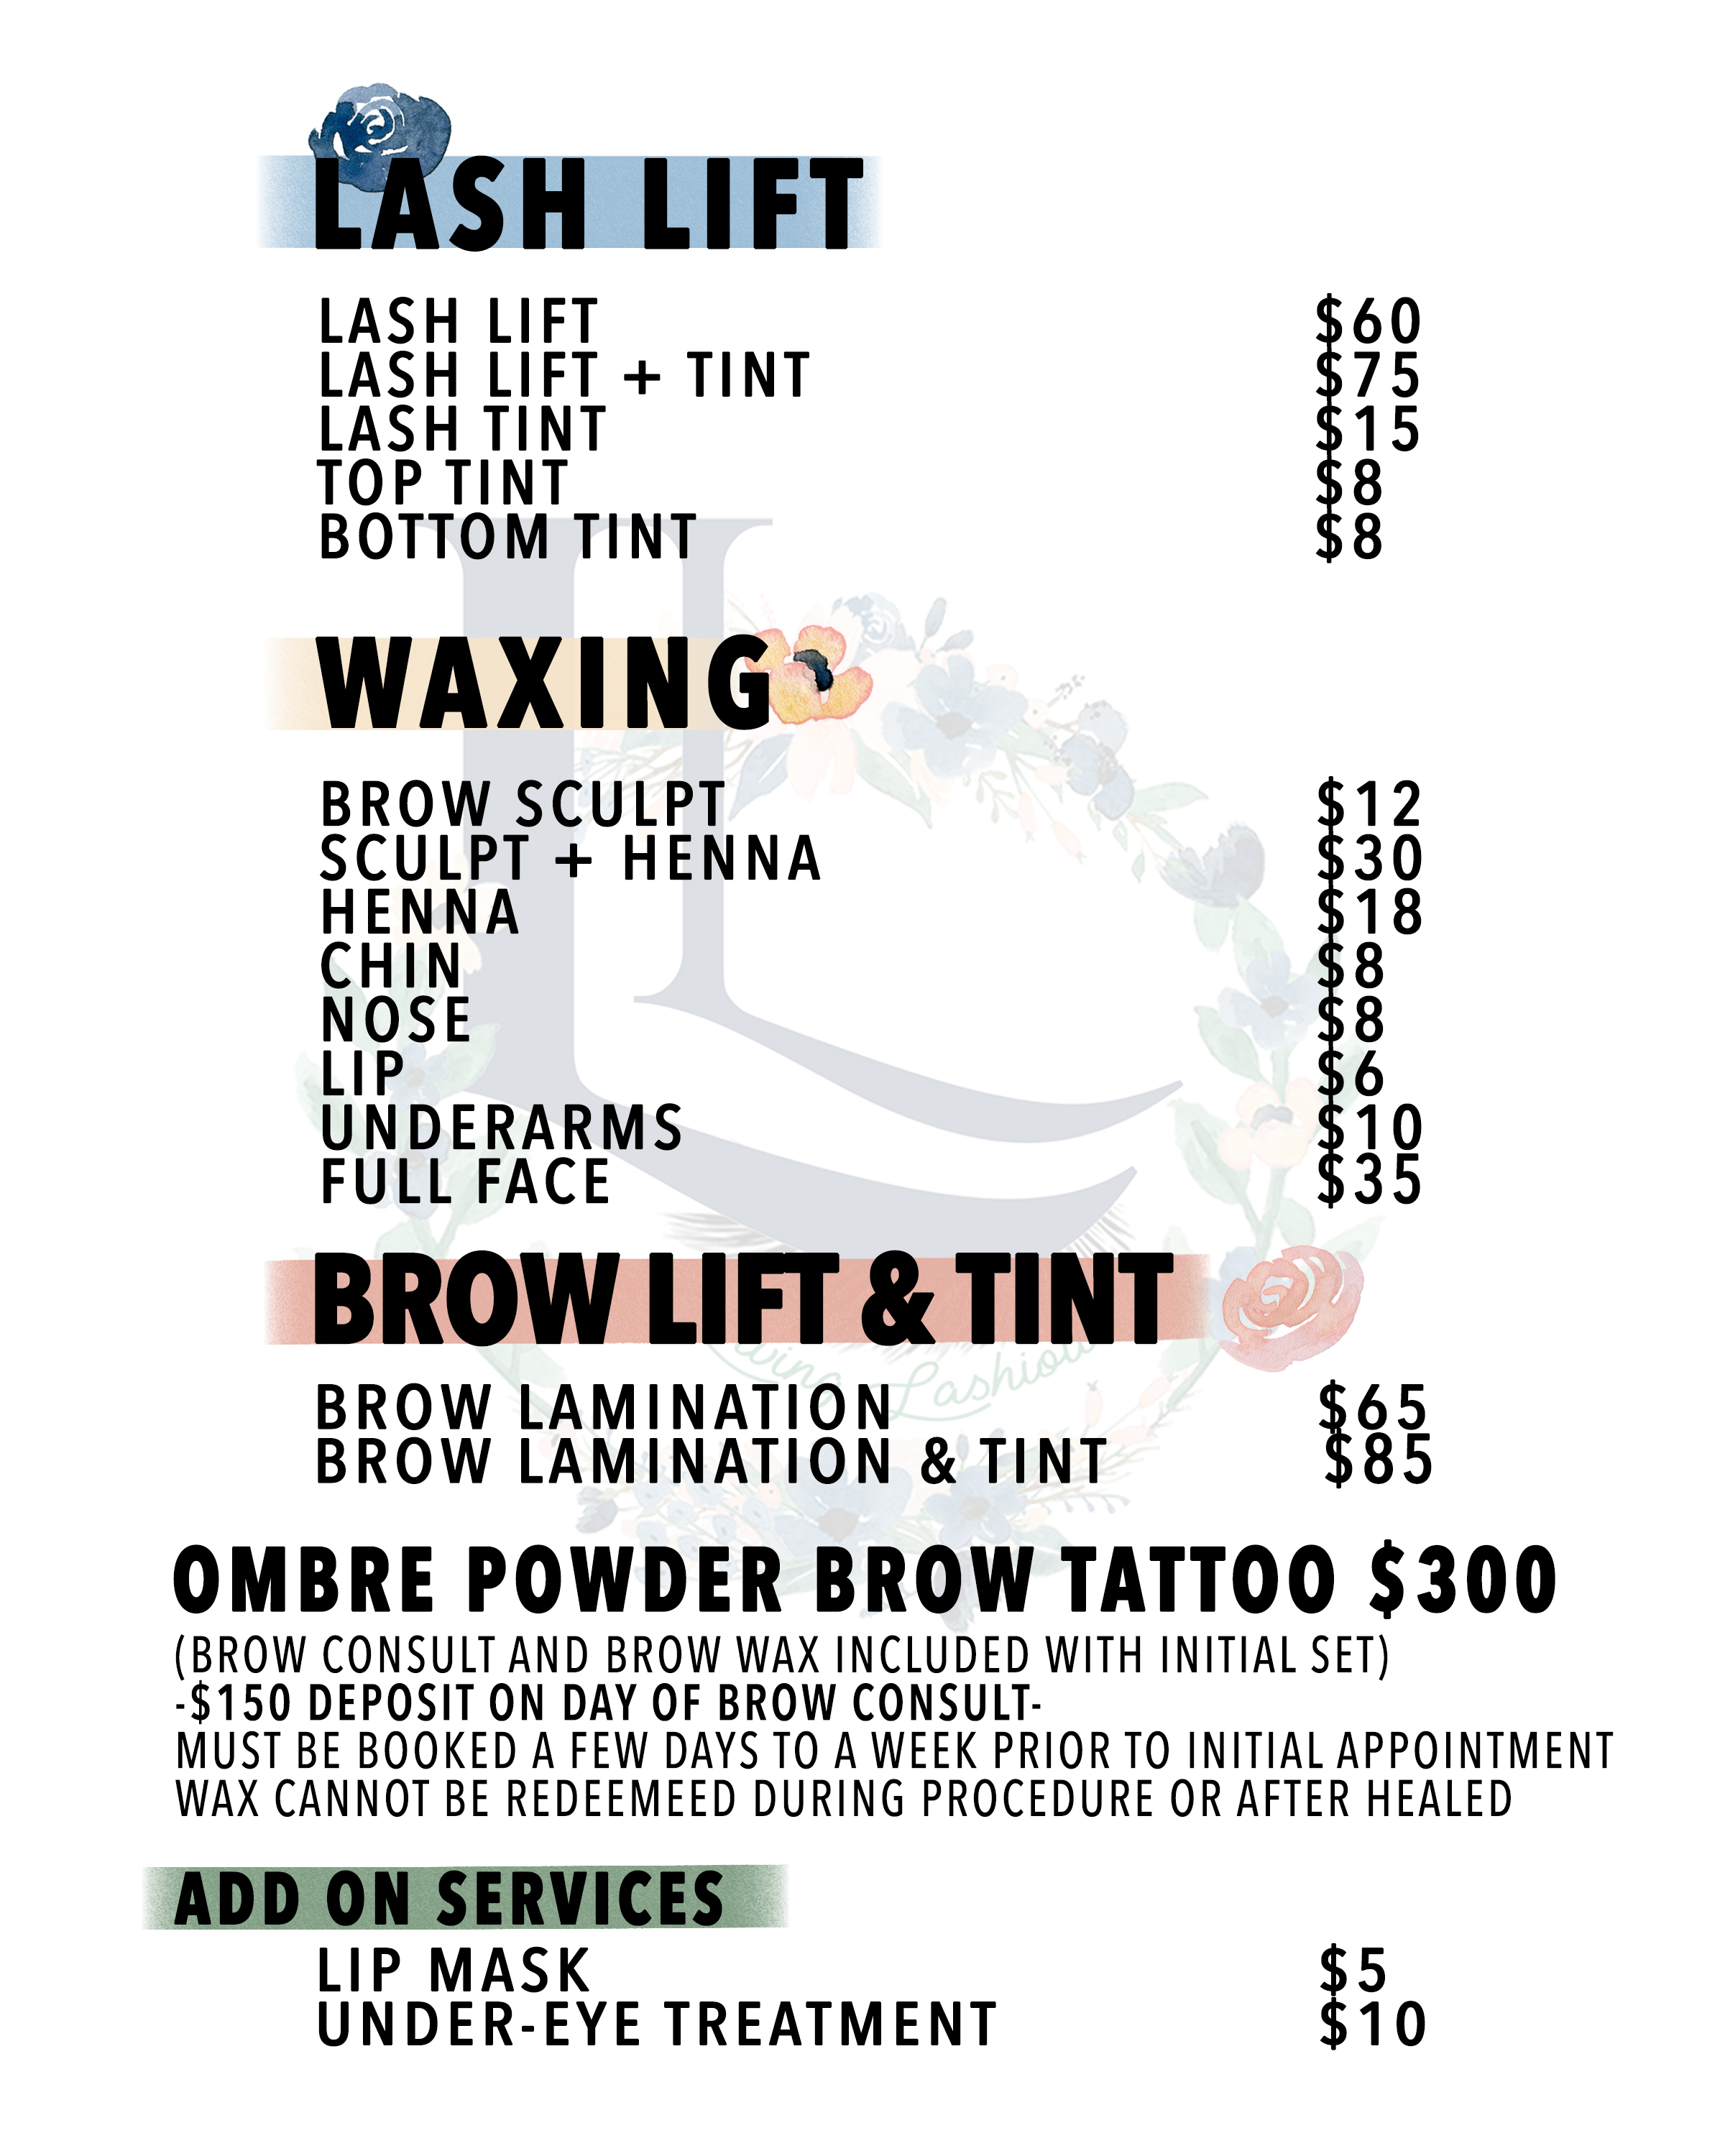 LASH LIFT
LASH LIFT $60
LASH LIFT + TINT $75
LASH TINT $15
TOP TINT $8
BOTTOM TINT $8
WAXING
BROW SCULPT $12
SCULPT + HENNA $30
HENNA $18
CHIN $8
NOSE $8
LIP $6
UNDERARMS $10
FULL FACE $35
BROW LIFT & TINT
Lashious
BROW LAMINATION $65
BROW LAMINATION & TINT $85
OMBRE POWDER BROW TATTOO $300
(BROW CONSULT AND BROW WAX INCLUDED WITH INITIAL SET)
-$150 DEPOSIT ON DAY OF BROW CONSULT-
MUST BE BOOKED A FEW DAYS TO A WEEK PRIOR TO INITIAL APPOINTMENT
WAX CANNOT BE REDEEMEED DURING PROCEDURE OR AFTER HEALED
ADD ON SERVICES
LIP MASK $5
UNDER-EYE TREATMENT $10